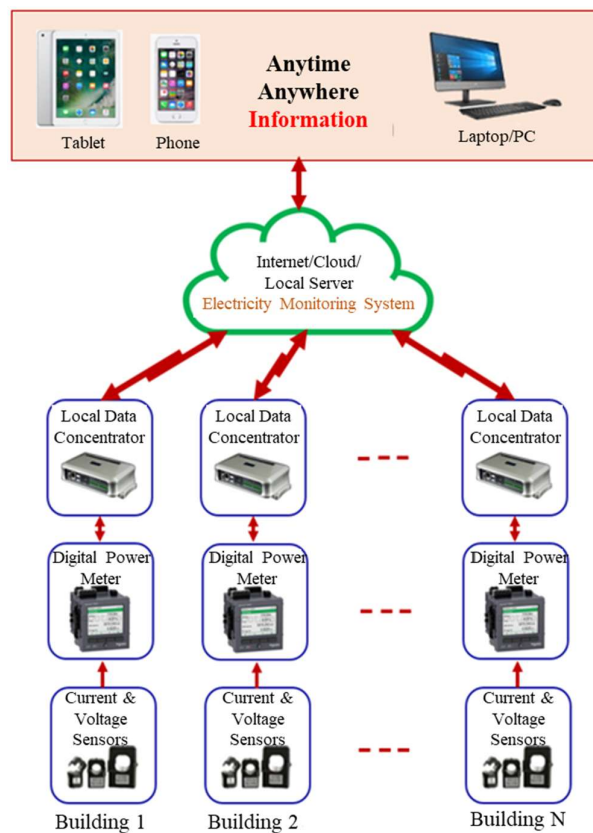 Anytime
Anywhere
Information
Tablet
Phone
Laptop/PC
Internet/Cloud/
Local Server
Electricity Monitoring System
Local Data
Concentrator
Local Data
Concentrator
Local Data
Concentrator
Digital Power
Meter
Digital Power
Meter
Digital Power
Meter
Current &
Voltage
Sensors
Current &
Voltage
Sensors
Current &
Voltage
Sensors
Building 1
Building 2
Building N